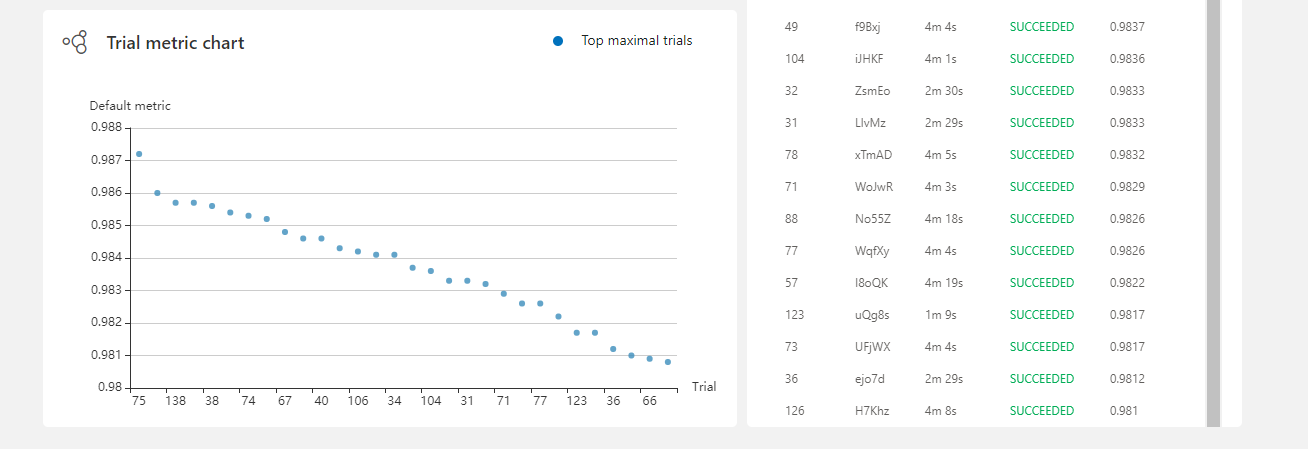 Trial metric chart
Top maximal trials
Default metric
0.988
0.987
0.986
0.985
0.984
0.983
0.982
0.981
0.98
75 138 38 74 67 40 106 34 104 31 71 77 123 36 66
Trial
49 f9Bxj 4m 4s SUCCEEDED 0.9837
104 iJHKF 4m 1s SUCCEEDED 0.9836
32 ZsmEo 2m 30s SUCCEEDED 0.9833
31 LIvMz 2m 29s SUCCEEDED 0.9833
78 xTmAD 4m 5s SUCCEEDED 0.9832
71 WoJwR 4m 3s SUCCEEDED 0.9829
88 No55Z 4m 18s SUCCEEDED 0.9826
77 WqfXy 4m 4s SUCCEEDED 0.9826
57 I8oQK 4m 19s SUCCEEDED 0.9822
123 uQg8s 1m 9s SUCCEEDED 0.9817
73 UFjWX 4m 4s SUCCEEDED 0.9817
36 ejo7d 2m 29s SUCCEEDED 0.9812
126 H7Khz 4m 8s SUCCEEDED 0.981